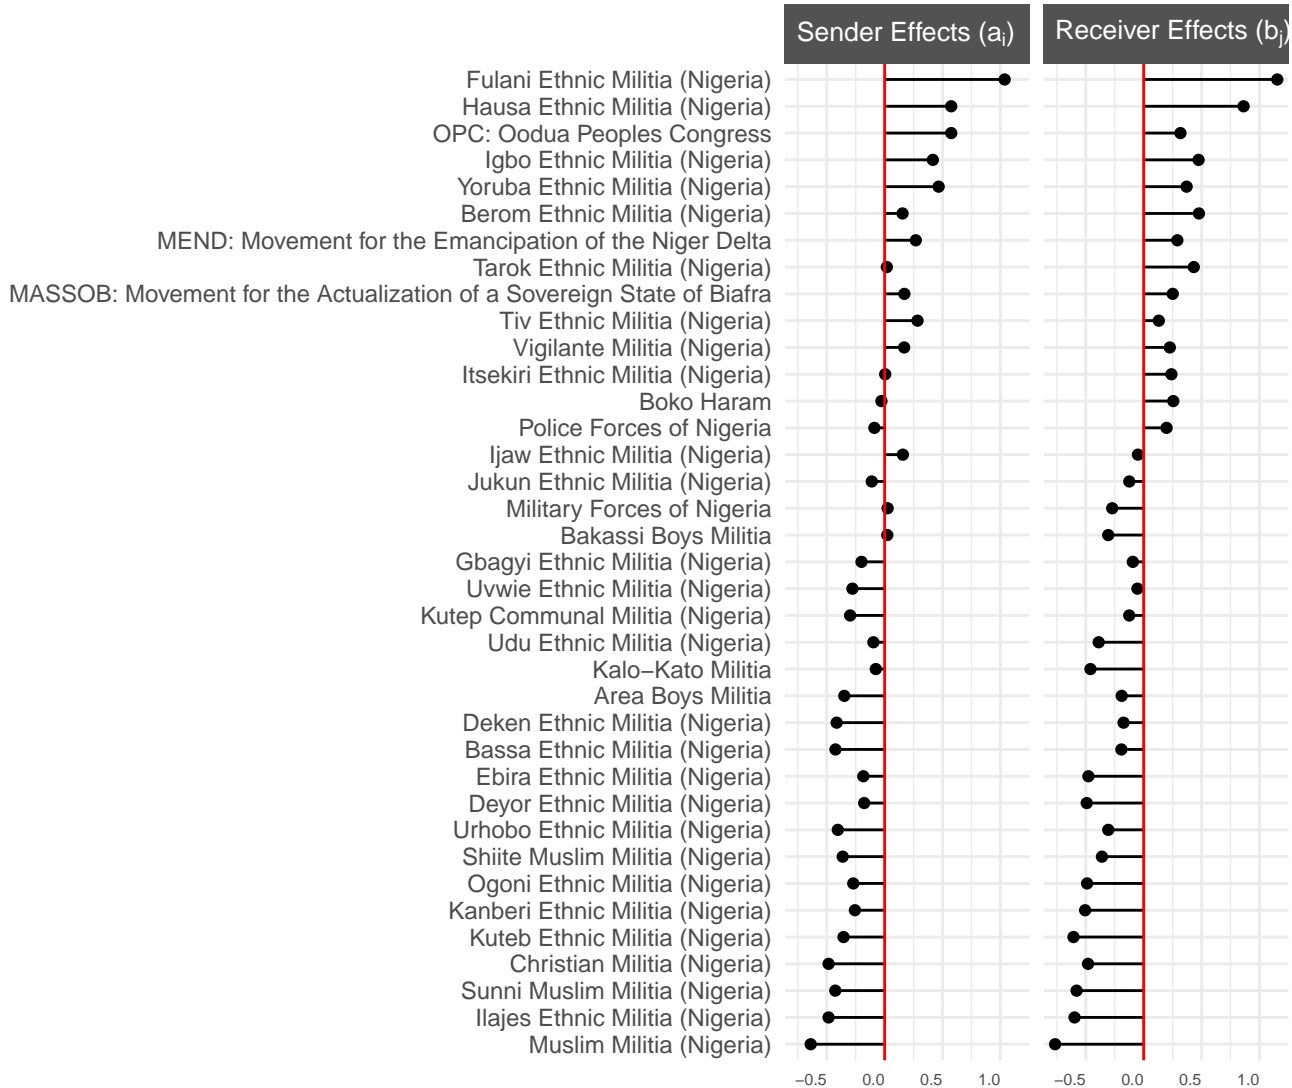 Sender Effects (ai) Receiver Effects (bj)
Fulani Ethnic Militia (Nigeria)
Hausa Ethnic Militia (Nigeria)
OPC: Oodua Peoples Congress
Igbo Ethnic Militia (Nigeria)
Yoruba Ethnic Militia (Nigeria)
Berom Ethnic Militia (Nigeria)
MEND: Movement for the Emancipation of the Niger Delta
Tarok Ethnic Militia (Nigeria)
MASSOB: Movement for the Actualization of a Sovereign State of Biafra
Tiv Ethnic Militia (Nigeria)
Vigilante Militia (Nigeria)
Itsekiri Ethnic Militia (Nigeria)
Boko Haram
Police Forces of Nigeria
Ijaw Ethnic Militia (Nigeria)
Jukun Ethnic Militia (Nigeria)
Military Forces of Nigeria
Bakassi Boys Militia
Gbagyi Ethnic Militia (Nigeria)
Uvwie Ethnic Militia (Nigeria)
Kutep Communal Militia (Nigeria)
Udu Ethnic Militia (Nigeria)
Kalo−Kato Militia
Area Boys Militia
Deken Ethnic Militia (Nigeria)
Bassa Ethnic Militia (Nigeria)
Ebira Ethnic Militia (Nigeria)
Deyor Ethnic Militia (Nigeria)
Urhobo Ethnic Militia (Nigeria)
Shiite Muslim Militia (Nigeria)
Ogoni Ethnic Militia (Nigeria)
Kanberi Ethnic Militia (Nigeria)
Kuteb Ethnic Militia (Nigeria)
Christian Militia (Nigeria)
Sunni Muslim Militia (Nigeria)
Ilajes Ethnic Militia (Nigeria)
Muslim Militia (Nigeria)
−0.5 0.0 0.5 1.0 −0.5 0.0 0.5 1.0